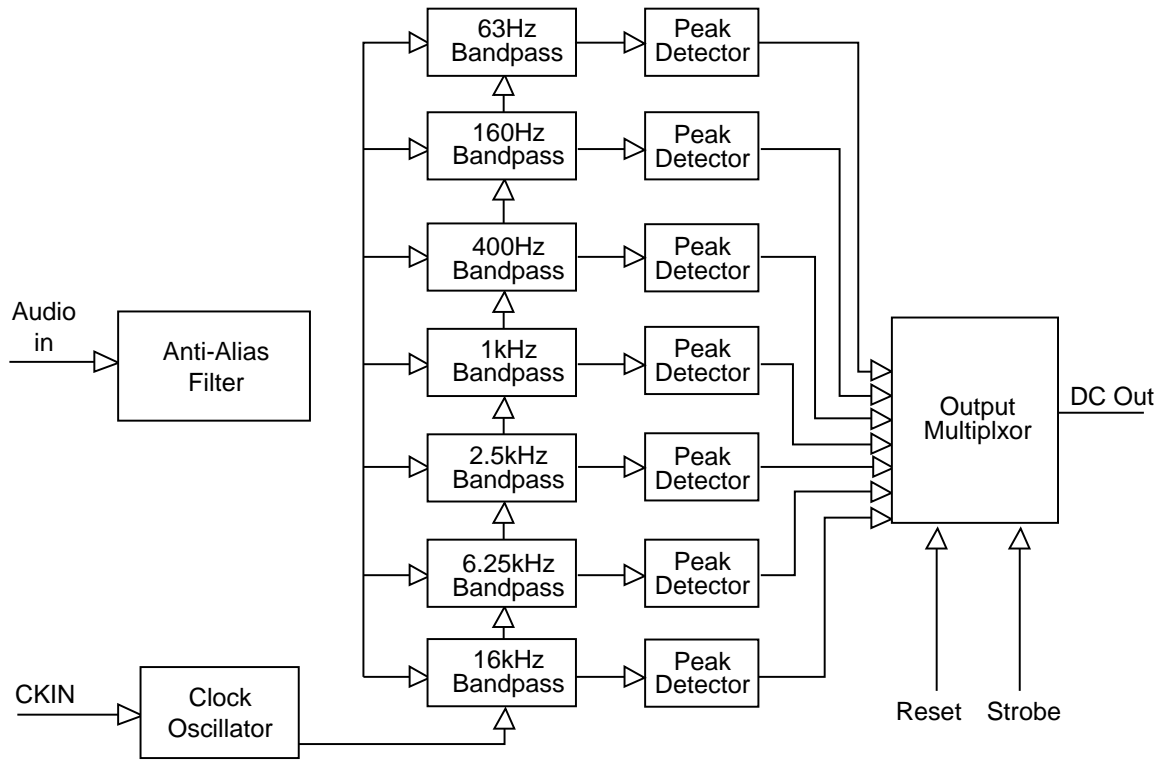 63Hz
Bandpass
Peak
Detector
160Hz
Bandpass
Peak
Detector
400Hz
Bandpass
Peak
Detector
Audio
in
Anti-Alias
Filter
1kHz
Bandpass
Peak
Detector
Output
Multiplxor
DC Out
2.5kHz
Bandpass
Peak
Detector
6.25kHz
Bandpass
Peak
Detector
16kHz
Bandpass
Peak
Detector
CKIN
Clock
Oscillator
Reset
Strobe